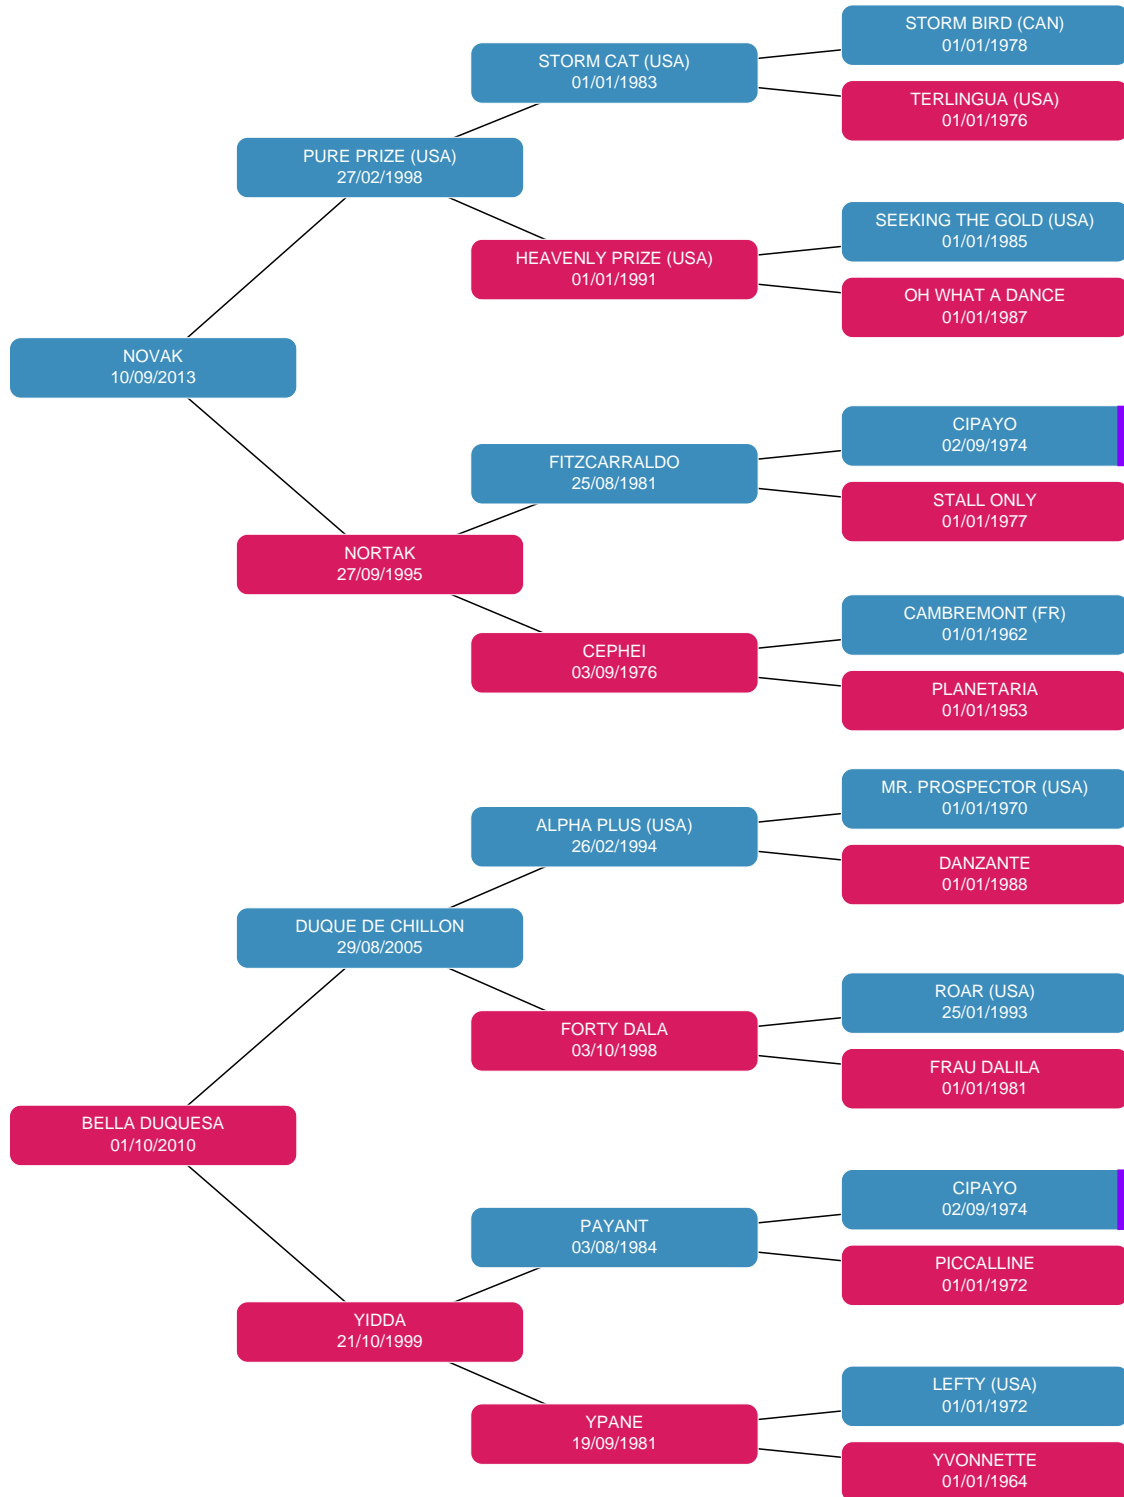 STORM BIRD (CAN)
01/01/1978
STORM CAT (USA)
01/01/1983
TERLINGUA (USA)
01/01/1976
PURE PRIZE (USA)
27/02/1998
SEEKING THE GOLD (USA)
01/01/1985
HEAVENLY PRIZE (USA)
01/01/1991
OH WHAT A DANCE
01/01/1987
NOVAK
10/09/2013
CIPAYO
02/09/1974
FITZCARRALDO
25/08/1981
STALL ONLY
01/01/1977
NORTAK
27/09/1995
CAMBREMONT (FR)
01/01/1962
CEPHEI
03/09/1976
PLANETARIA
01/01/1953
MR. PROSPECTOR (USA)
01/01/1970
ALPHA PLUS (USA)
26/02/1994
DANZANTE
01/01/1988
DUQUE DE CHILLON
29/08/2005
ROAR (USA)
25/01/1993
FORTY DALA
03/10/1998
FRAU DALILA
01/01/1981
BELLA DUQUESA
01/10/2010
CIPAYO
02/09/1974
PAYANT
03/08/1984
PICCALLINE
01/01/1972
YIDDA
21/10/1999
LEFTY (USA)
01/01/1972
YPANE
19/09/1981
YVONNETTE
01/01/1964